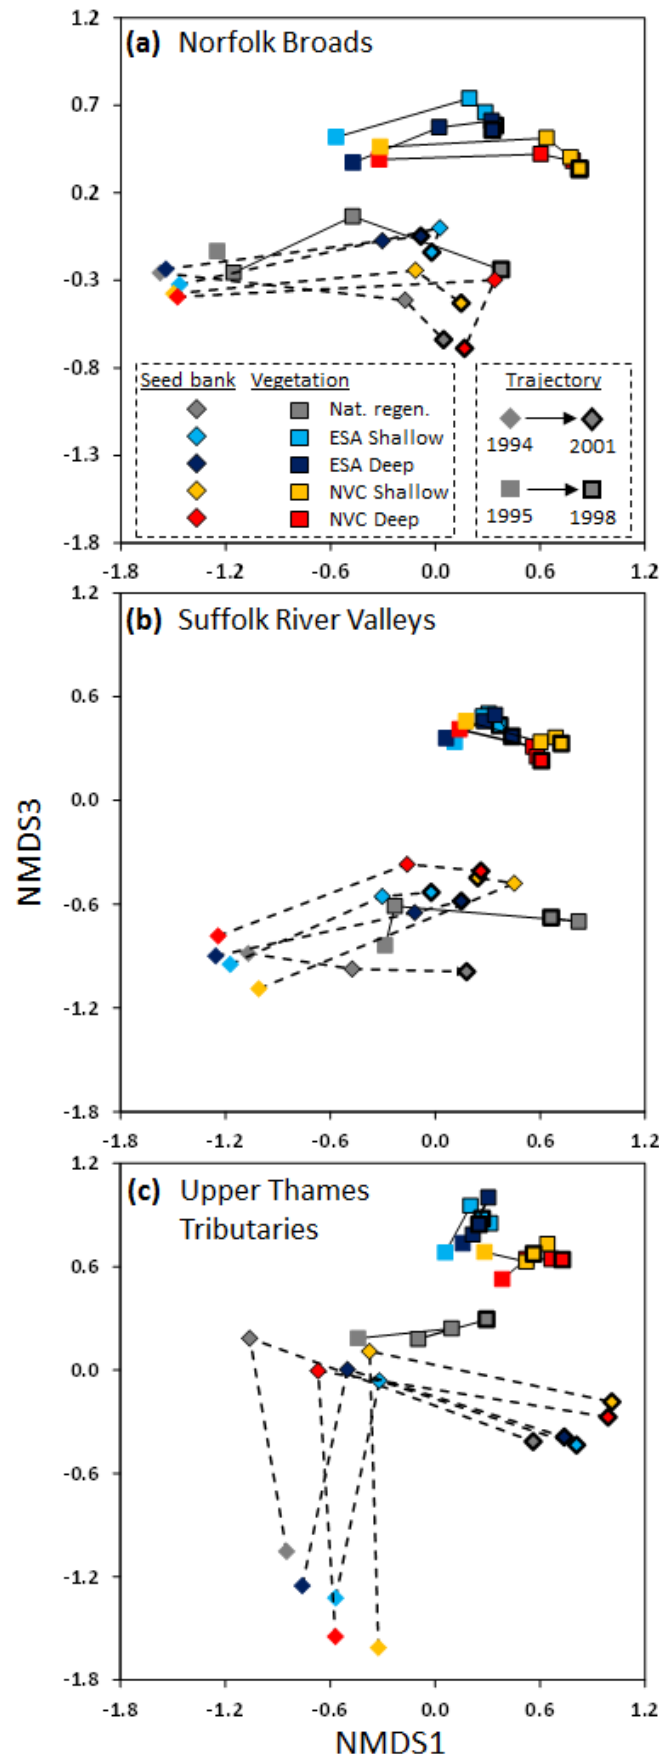 1.2
(a) Norfolk Broads
0.7
0.2
-0.3
-0.8
Seed bank Vegetation
Trajectory
Nat. regen.
ESA Shallow
1994 2001
ESA Deep
-1.3
NVC Shallow
NVC Deep
1995 1998
-1.8
-1.8 -1.2 -0.6 0.0 0.6 1.2
1.2
(b) Suffolk River Valleys
0.6
0.0
NMDS3
-0.6
-1.2
-1.8
-1.8 -1.2 -0.6 0.0 0.6 1.2
1.2
(c) Upper Thames
Tributaries
0.6
0.0
-0.6
-1.2
-1.8
-1.8 -1.2 -0.6 0.0 0.6 1.2
NMDS1